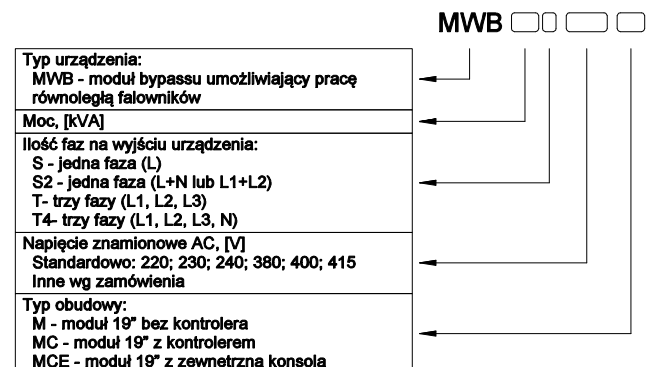 MWB
Typ urządzenia:
MWB - moduł bypassu umożliwiający pracę
równoległą falowników
Moc, [kVA]
Ilość faz na wyjściu urządzenia:
S - jedna faza (L)
S2 - jedna faza (L+N lub L1+L2)
T- trzy fazy (L1, L2, L3)
T4- trzy fazy (L1, L2, L3, N)
Napięcie znamionowe AC, [V]
Standardowo: 220; 230; 240; 380; 400; 415
Inne wg zamówienia
Typ obudowy:
M - moduł 19" bez kontrolera
MC - moduł 19" z kontrolerem
MCE - moduł 19" z zewnętrzną konsolą